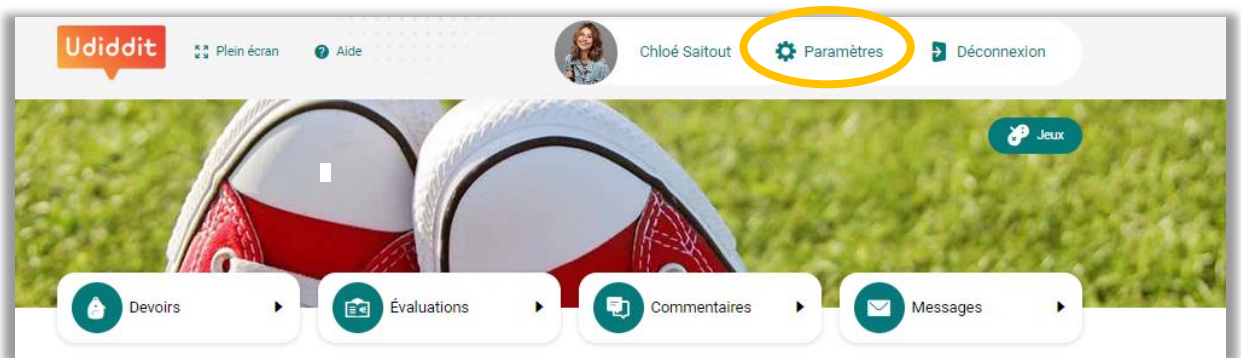 Udiddit Plein écran Aide Chloé Saitout Paramètres Déconnexion
Jeux
Devoirs Évaluations Commentaires Messages